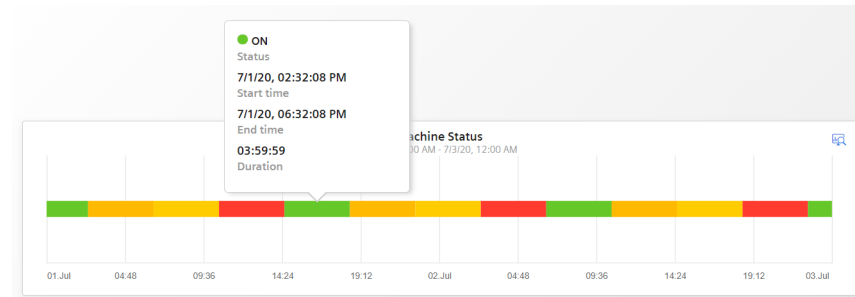 ON
Status
7/1/20, 02:32:08 PM
Start time
7/1/20, 06:32:08 PM
End time
03:59:59
Duration
achine Status
00 AM - 7/3/20, 12:00 AM
01.Jul 04:48 09:36 14:24 19:12 02.Jul 04:48 09:36 14:24 19:12 03.Jul